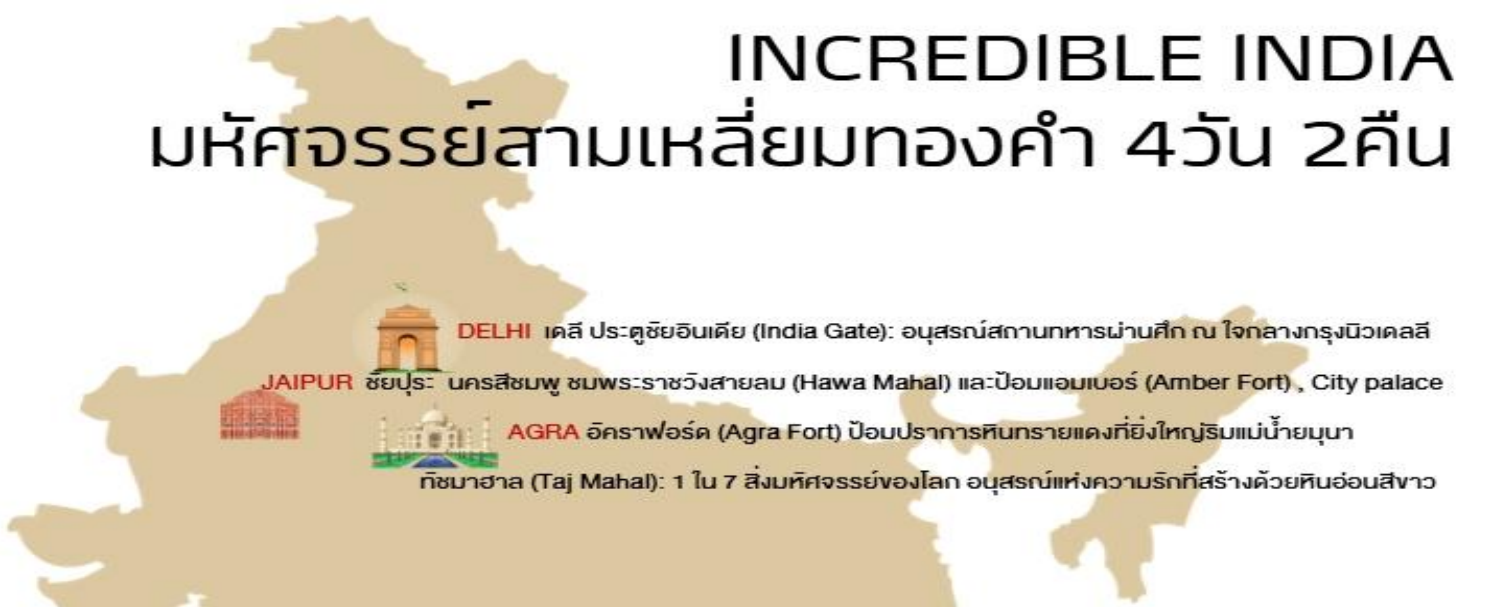 INCREDIBLE INDIA
มหัศจรรย์สามเหลี่ยมทองคำ 4วัน 2คืน
DELHI เดลี ประตูชัยอินเดีย (India Gate): อนุสรณ์สถานทหารผ่านศึก ณ ใจกลางกรุงนิวเดลลี
JAIPUR ชัยปุระ นครสีชมพู ชมพระราชวังสายลม (Hawa Mahal) และป้อมแอมเบอร์ (Amber Fort) , City palace
AGRA อัคราฟอร์ด (Agra Fort) ป้อมปราการหินทรายแดงที่ยิ่งใหญ่ริมแม่น้ำยมุนา
ทัชมาฮาล (Taj Mahal): 1 ใน 7 สิ่งมหัศจรรย์ของโลก อนุสรณ์แห่งความรักที่สร้างด้วยหินอ่อนสีขาว